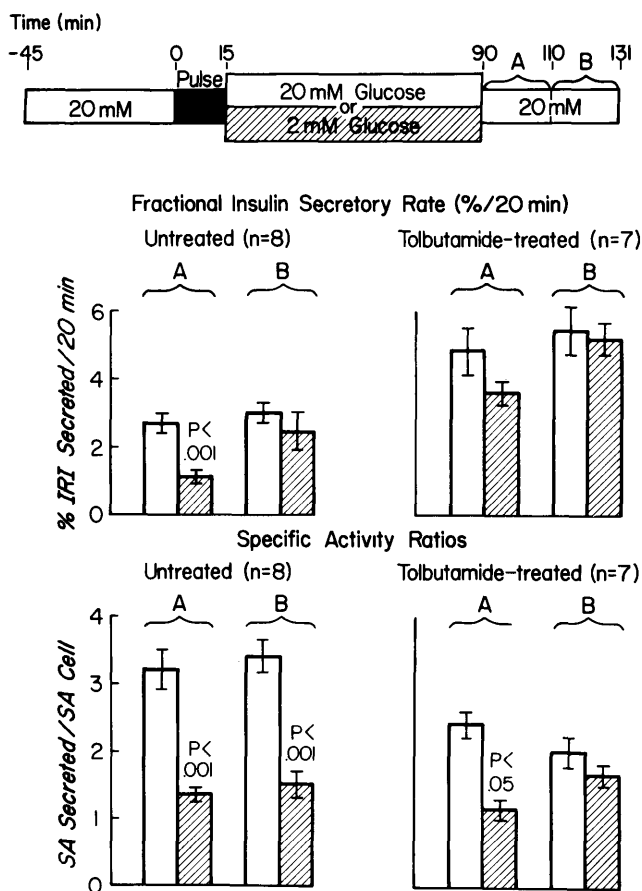 Time (min)
-45 0 15 90 110 131
A B
Pulse
20 mM 20 mM Glucose 20 mM
or
2 mM Glucose
Fractional Insulin Secretory Rate (%/20 min)
Untreated (n=8) Tolbutamide-treated (n=7)
A B A B
% IRI Secreted/20 min
6
4
2
0
P<
.001
Specific Activity Ratios
Untreated (n=8) Tolbutamide-treated (n=7)
A B A B
SA Secreted/SA Cell
4
3
2
1
0
P< P< P<
.001 .001 .05